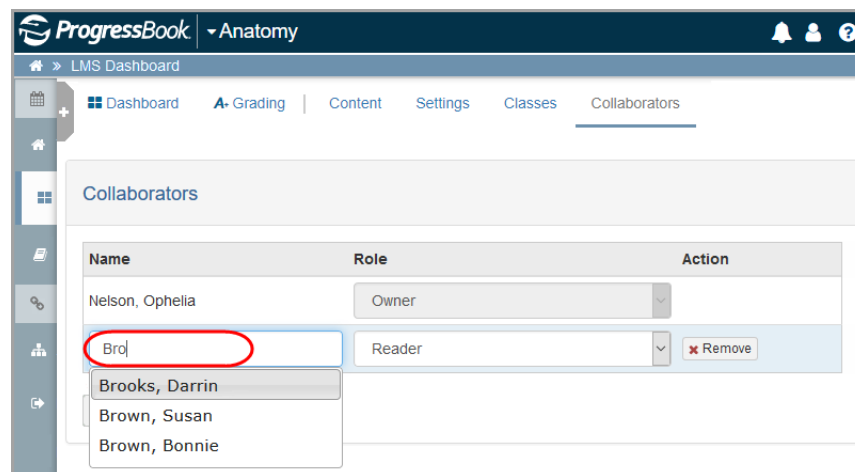 ProgressBook Anatomy
» LMS Dashboard
Dashboard A+ Grading Content Settings Classes Collaborators
Collaborators
Name Role Action
Nelson, Ophelia Owner
Bro Reader Remove
Brooks, Darrin
Brown, Susan
Brown, Bonnie